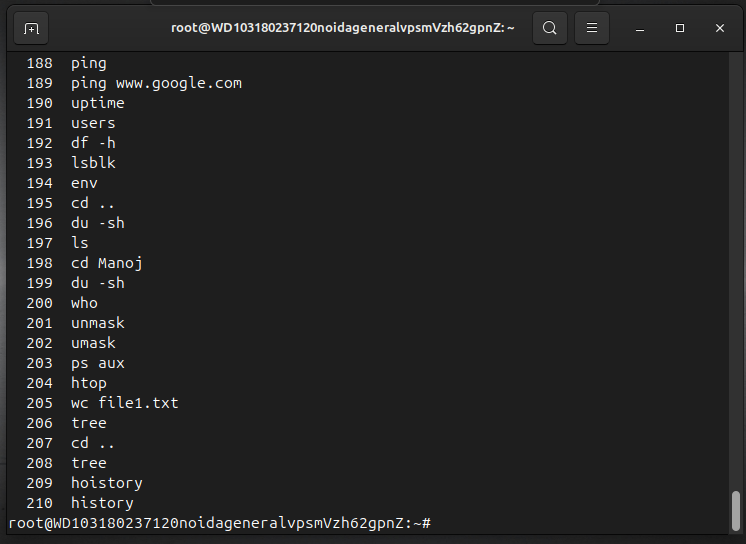 root@WD103180237120noidageneralvpsmVzh62gpnZ: ~
188 ping
189 ping www.google.com
190 uptime
191 users
192 df -h
193 lsblk
194 env
195 cd ..
196 du -sh
197 ls
198 cd Manoj
199 du -sh
200 who
201 unmask
202 umask
203 ps aux
204 htop
205 wc file1.txt
206 tree
207 cd ..
208 tree
209 hoistory
210 history
root@WD103180237120noidageneralvpsmVzh62gpnZ:~#